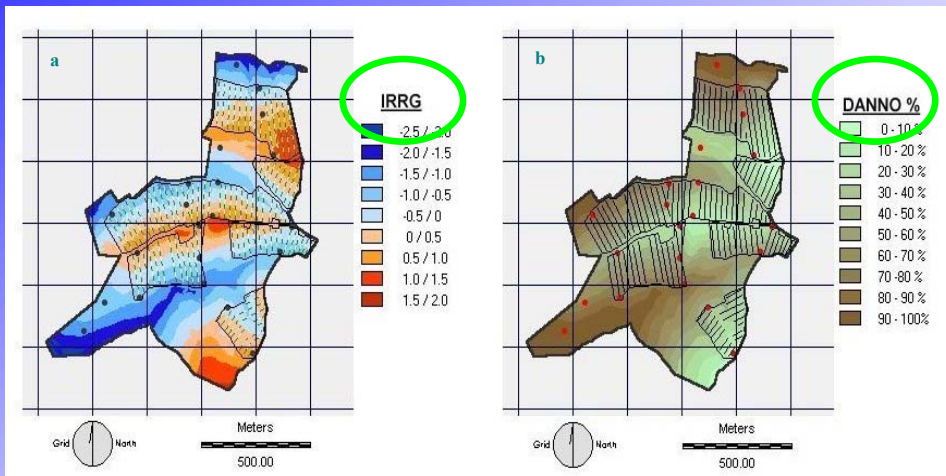 a
IRRG
-2.5 / -2.0
-2.0 / -1.5
-1.5 / -1.0
-1.0 / -0.5
-0.5 / 0
0 / 0.5
0.5 / 1.0
1.0 / 1.5
1.5 / 2.0
Grid North
Meters
500.00
b
DANNO %
0 - 10 %
10 - 20 %
20 - 30 %
30 - 40 %
40 - 50 %
50 - 60 %
60 - 70 %
70 -80 %
80 - 90 %
90 - 100%
Grid North
Meters
500.00